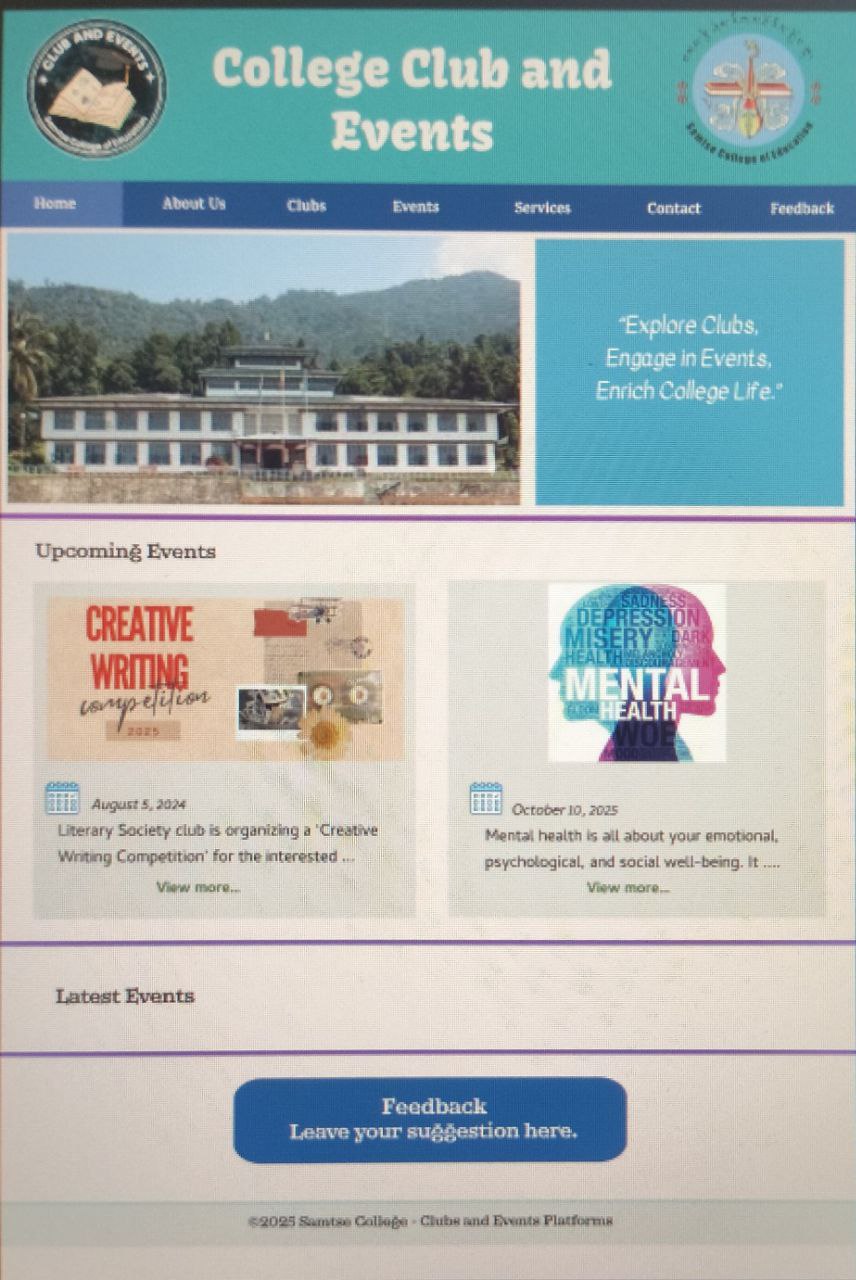 CLUB AND EVENTS
College Club and
Events
Samtse College of Education
Home About Us Clubs Events Services Contact Feedback
"Explore Clubs,
Engage in Events,
Enrich College Life."
Upcoming Events
CREATIVE
WRITING
competition
2025
August 5, 2024
Literary Society club is organizing a 'Creative
Writing Competition' for the interested ...
View more...
SADNESS
DEPRESSION
MISERY DARK
HEALTH
MENTAL
HEALTH
WOE
October 10, 2025
Mental health is all about your emotional,
psychological, and social well-being. It ....
View more...
Latest Events
Feedback
Leave your suggestion here.
©2025 Samtse College - Clubs and Events Platforms